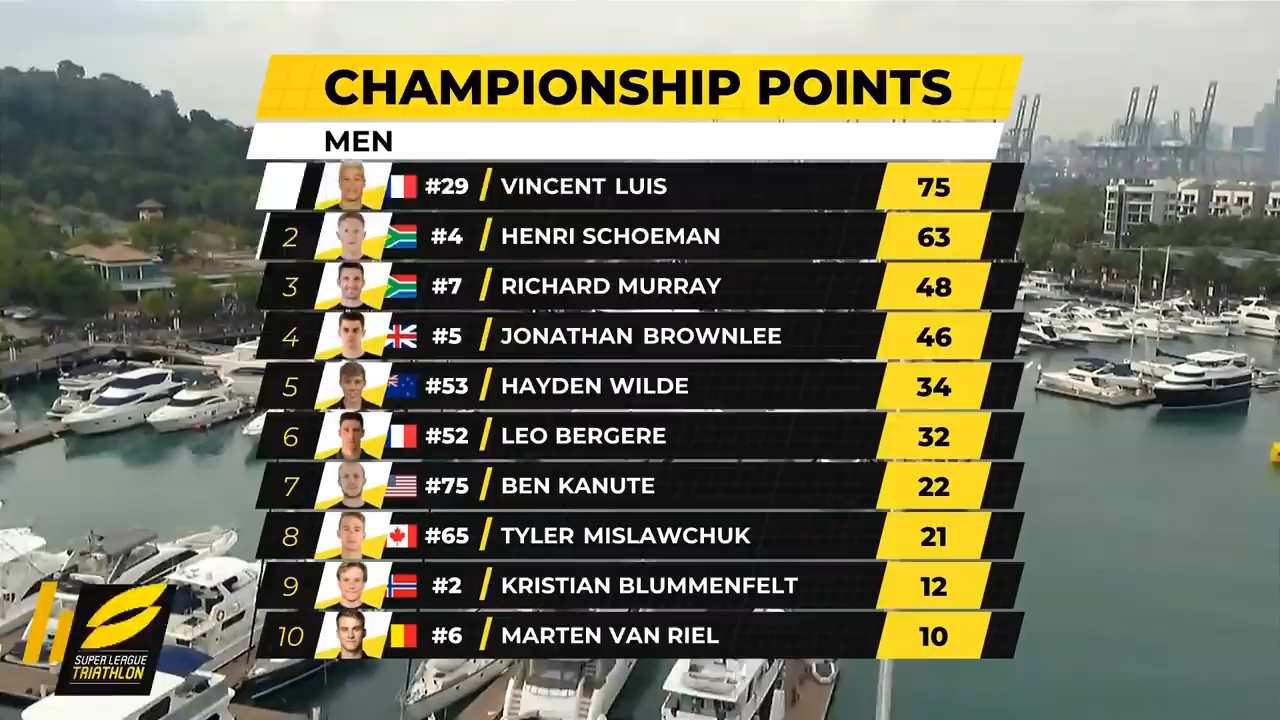 CHAMPIONSHIP POINTS
MEN
#29 / VINCENT LUIS 75
2 #4 / HENRI SCHOEMAN 63
3 #7 / RICHARD MURRAY 48
4 #5 / JONATHAN BROWNLEE 46
5 #53 / HAYDEN WILDE 34
6 #52 / LEO BERGERE 32
7 #75 / BEN KANUTE 22
8 #65 / TYLER MISLAWCHUK 21
9 #2 / KRISTIAN BLUMMENFELT 12
10 #6 / MARTEN VAN RIEL 10
SUPER LEAGUE
TRIATHLON